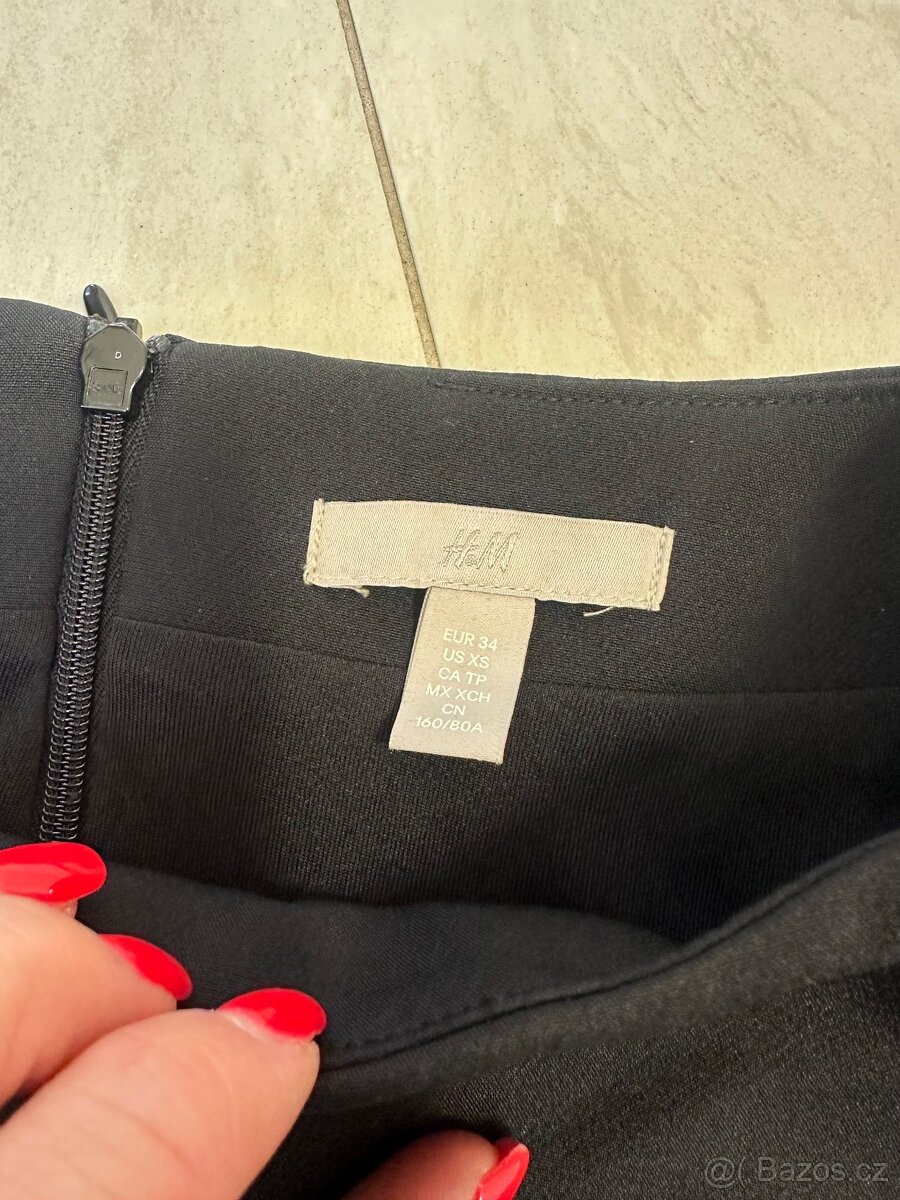 D
H&M
EUR 34
US XS
CA TP
MX XCH
CN
160/80A
@( Bazos.cz